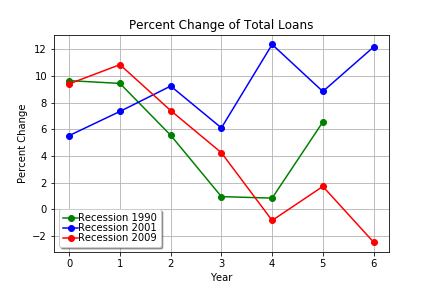 Percent Change of Total Loans
Percent Change
12
10
8
6
4
2
0
−2
Recession 1990
Recession 2001
Recession 2009
0 1 2 3 4 5 6
Year